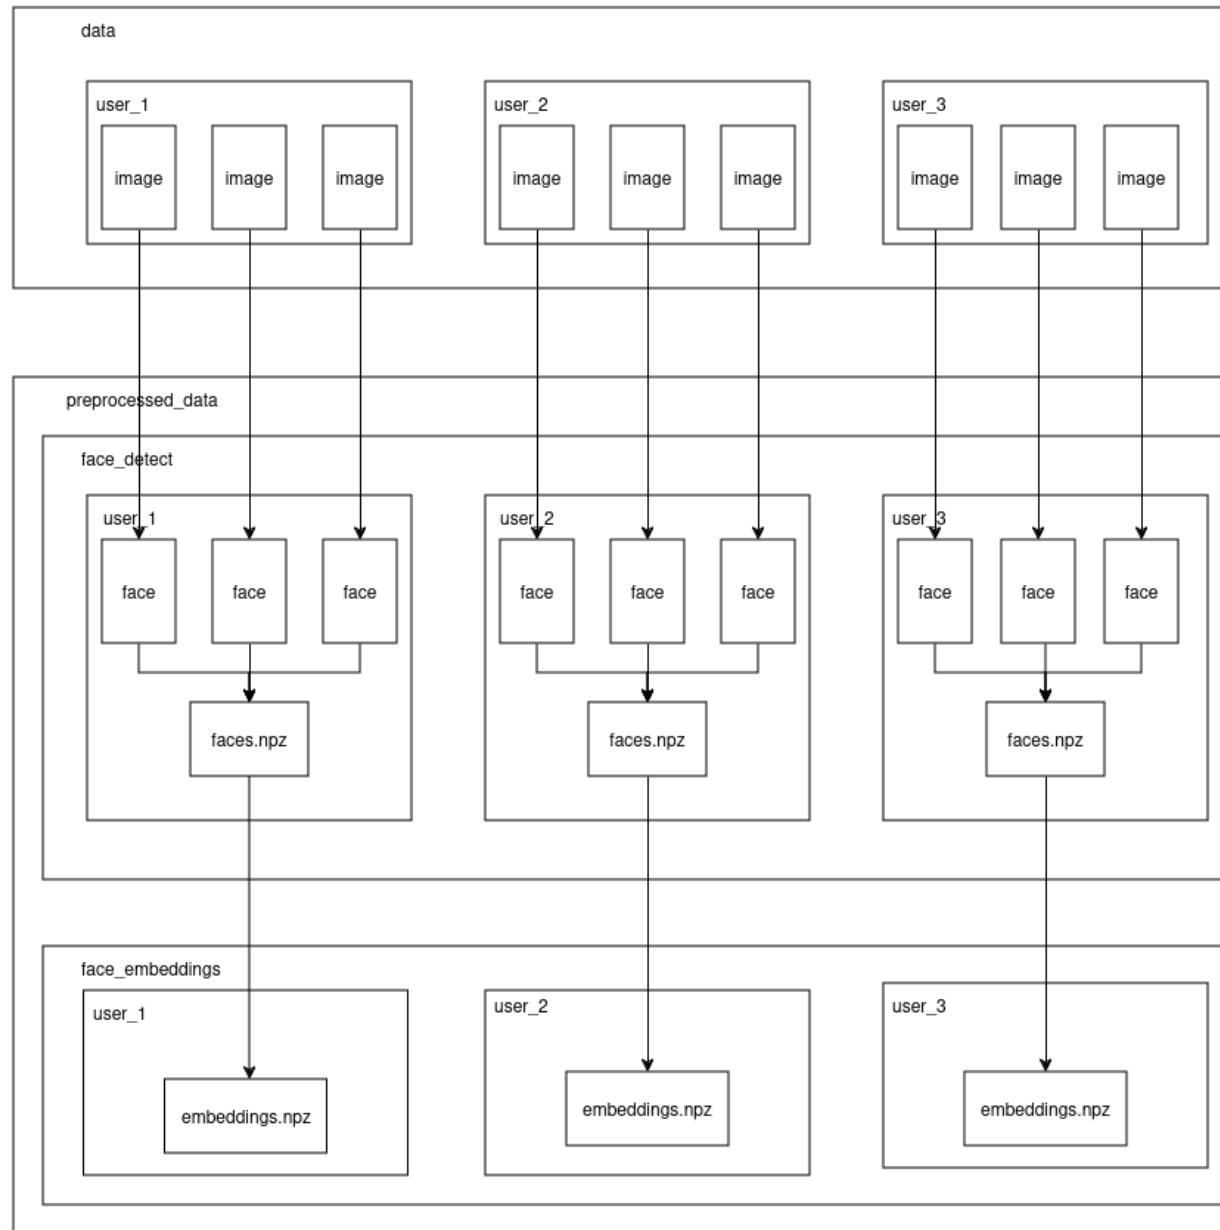 data
user_1
user_2
user_3
image
image
image
image
image
image
image
image
image
preprocessed_data
face_detect
user_1
user_2
user_3
face
face
face
face
face
face
face
face
face
faces.npz
faces.npz
faces.npz
face_embeddings
user_1
user_2
user_3
embeddings.npz
embeddings.npz
embeddings.npz